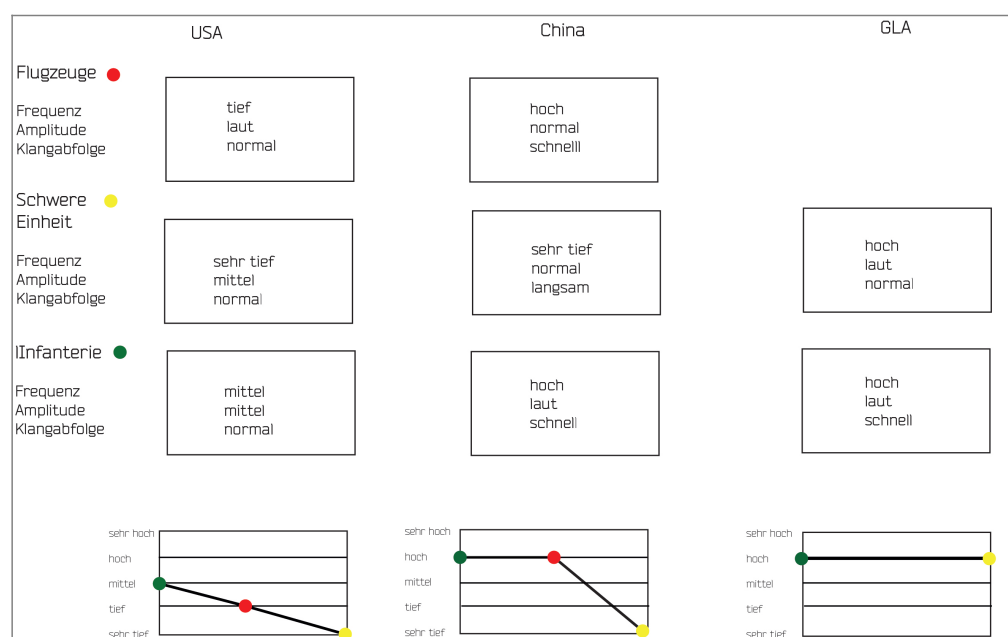 USA
China
GLA
Flugzeuge
Frequenz
Amplitude
Klangabfolge
tief
laut
normal
hoch
normal
schnelll
Schwere
Einheit
Frequenz
Amplitude
Klangabfolge
sehr tief
mittel
normal
sehr tief
normal
langsam
hoch
laut
normal
IInfanterie
Frequenz
Amplitude
Klangabfolge
mittel
mittel
normal
hoch
laut
schnell
hoch
laut
schnell
sehr hoch
hoch
mittel
tief
sehr tief
sehr hoch
hoch
mittel
tief
sehr tief
sehr hoch
hoch
mittel
tief
sehr tief